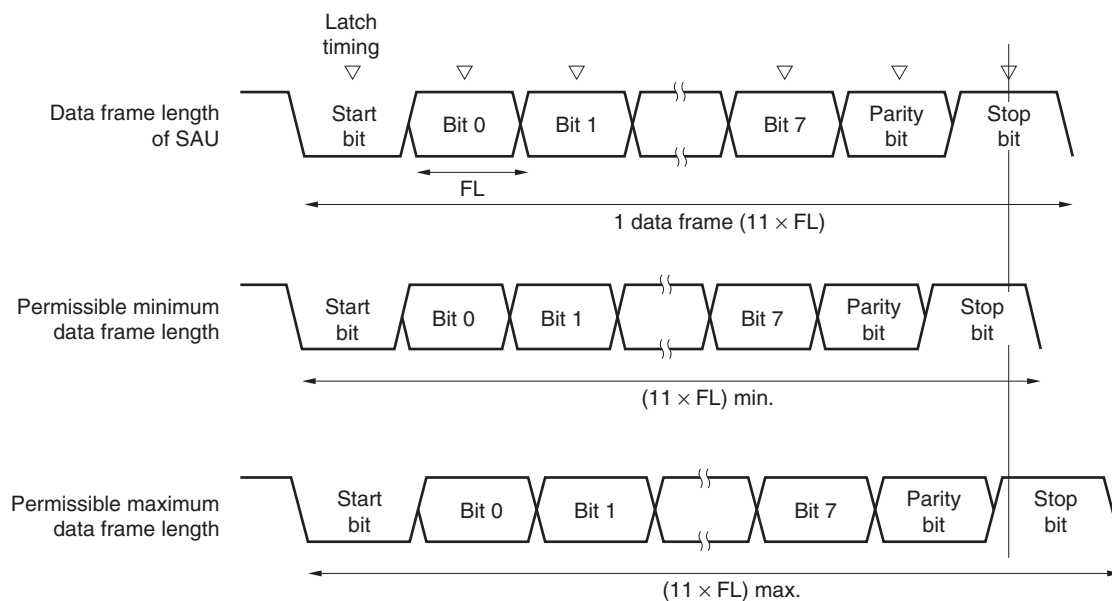 Latch
timing
Data frame length
of SAU
Start
bit
Bit 0
Bit 1
Bit 7
Parity
bit
Stop
bit
FL
1 data frame (11 × FL)
Permissible minimum
data frame length
Start
bit
Bit 0
Bit 1
Bit 7
Parity
bit
Stop
bit
(11 × FL) min.
Permissible maximum
data frame length
Start
bit
Bit 0
Bit 1
Bit 7
Parity
bit
Stop
bit
(11 × FL) max.